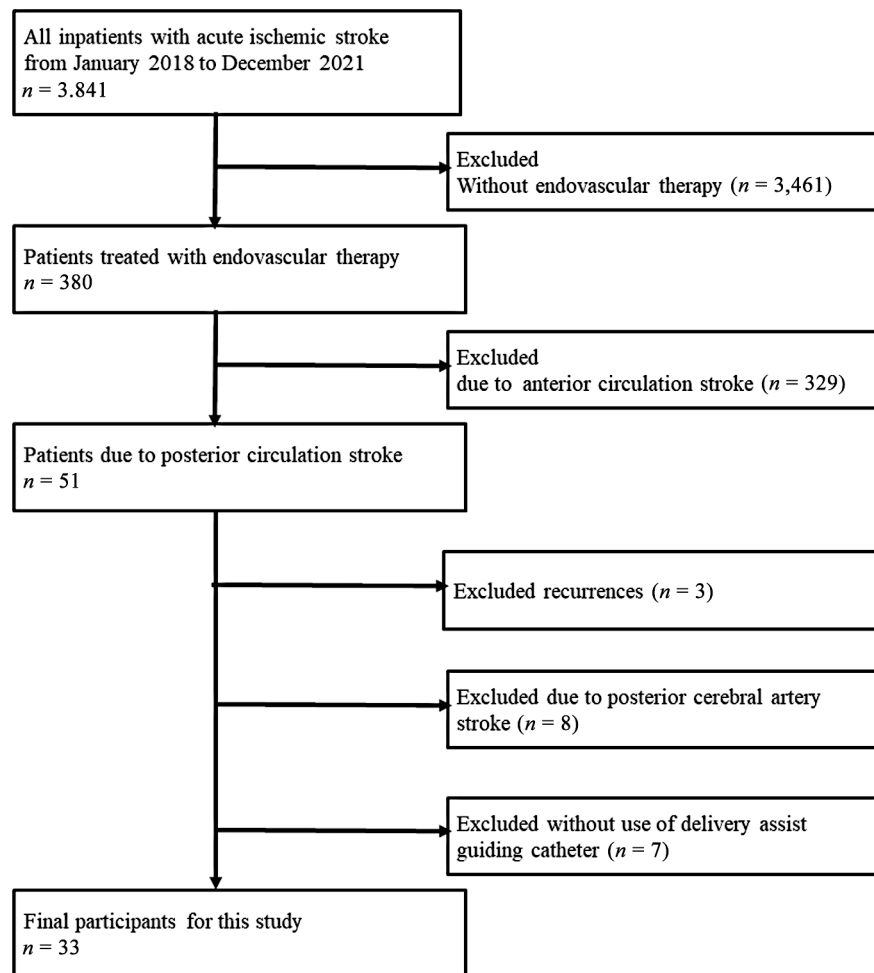 All inpatients with acute ischemic stroke
from January 2018 to December 2021
n = 3.841
Excluded
Without endovascular therapy (n = 3,461)
Patients treated with endovascular therapy
n = 380
Excluded
due to anterior circulation stroke (n = 329)
Patients due to posterior circulation stroke
n = 51
Excluded recurrences (n = 3)
Excluded due to posterior cerebral artery
stroke (n = 8)
Excluded without use of delivery assist
guiding catheter (n = 7)
Final participants for this study
n = 33